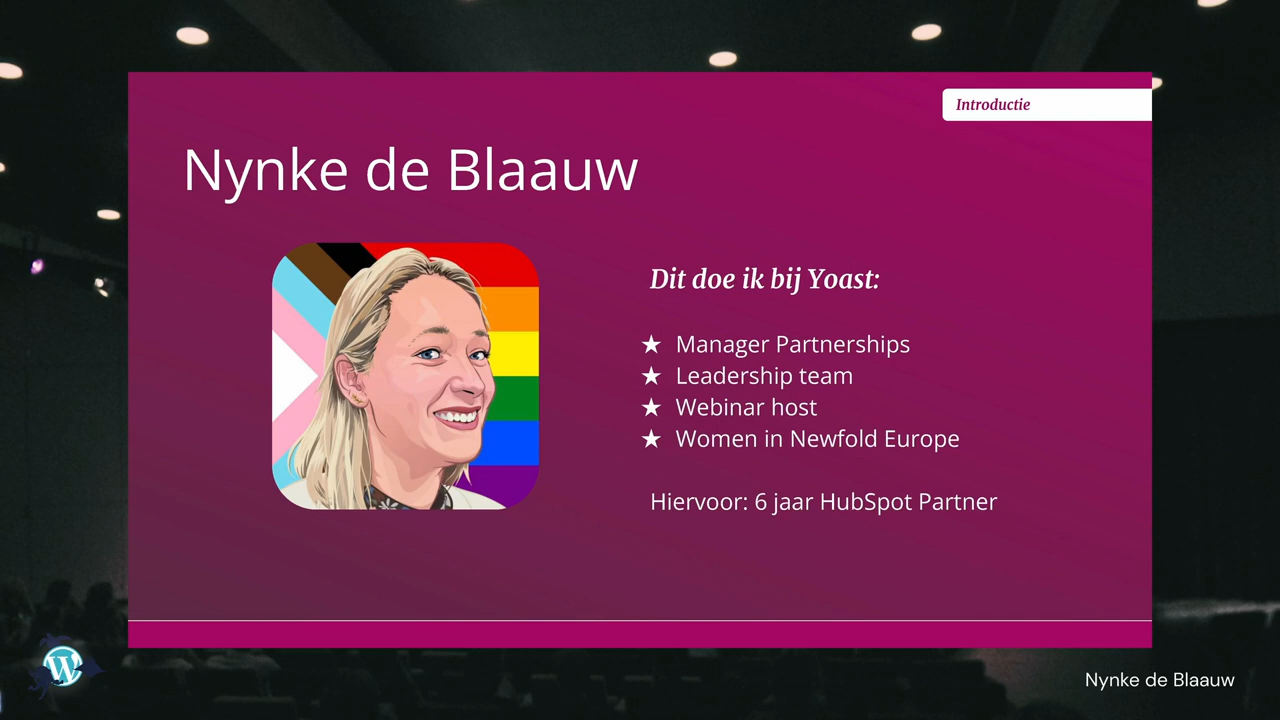 Introductie
Nynke de Blaauw
Dit doe ik bij Yoast:
★ Manager Partnerships
★ Leadership team
★ Webinar host
★ Women in Newfold Europe
Hiervoor: 6 jaar HubSpot Partner
Nynke de Blaauw